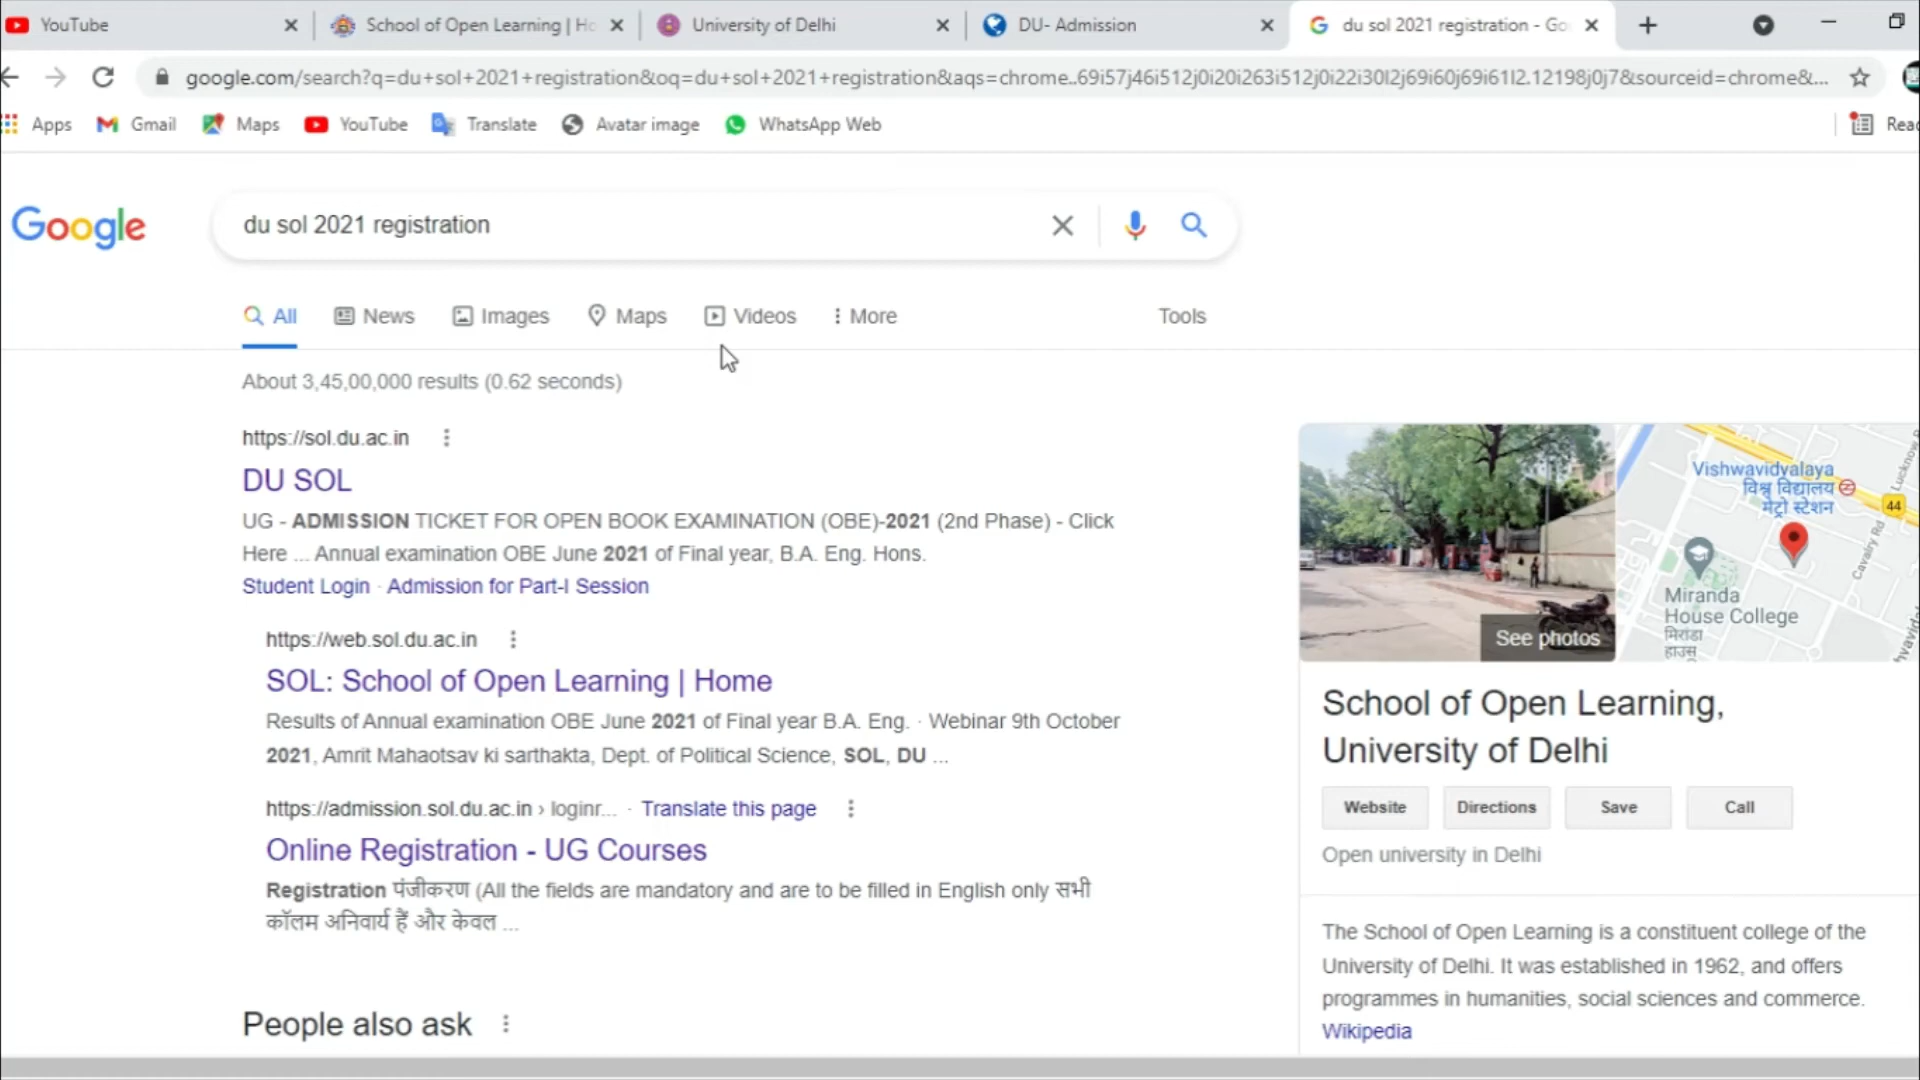 YouTube
School of Open Learning | Ho
University of Delhi
DU- Admission
du sol 2021 registration - Go
google.com/search?q=du+sol+2021+registration&oq=du+sol+2021+registration&aqs=chrome..69i57j46i512j0i20i263i512j0i22i30l2j69i60j69i61l2.12198j0j7&sourceid=chrome&...
Apps
Gmail
Maps
YouTube
Translate
Avatar image
WhatsApp Web
Read
Google
du sol 2021 registration
All
News
Images
Maps
Videos
More
Tools
About 3,45,00,000 results (0.62 seconds)
https://sol.du.ac.in
DU SOL
UG - ADMISSION TICKET FOR OPEN BOOK EXAMINATION (OBE)-2021 (2nd Phase) - Click
Here ... Annual examination OBE June 2021 of Final year, B.A. Eng. Hons.
Student Login · Admission for Part-I Session
https://web.sol.du.ac.in
SOL: School of Open Learning | Home
Results of Annual examination OBE June 2021 of Final year B.A. Eng. · Webinar 9th October
2021, Amrit Mahaotsav ki sarthakta, Dept. of Political Science, SOL, DU ...
https://admission.sol.du.ac.in › loginr... · Translate this page
Online Registration - UG Courses
Registration पंजीकरण (All the fields are mandatory and are to be filled in English only सभी
कॉलम अनिवार्य हैं और केवल ...
People also ask
See photos
Vishwavidyalaya
विश्व विद्यालय
मेट्रो स्टेशन
44
Lucknow
Cavalry Rd
Miranda
House College
मिरांडा
हाउस
School of Open Learning,
University of Delhi
Website
Directions
Save
Call
Open university in Delhi
The School of Open Learning is a constituent college of the
University of Delhi. It was established in 1962, and offers
programmes in humanities, social sciences and commerce.
Wikipedia